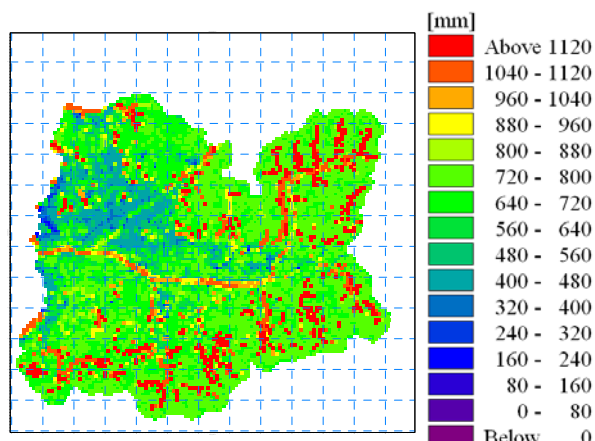 [mm]
Above 1120
1040 - 1120
960 - 1040
880 - 960
800 - 880
720 - 800
640 - 720
560 - 640
480 - 560
400 - 480
320 - 400
240 - 320
160 - 240
80 - 160
0 - 80
Below 0